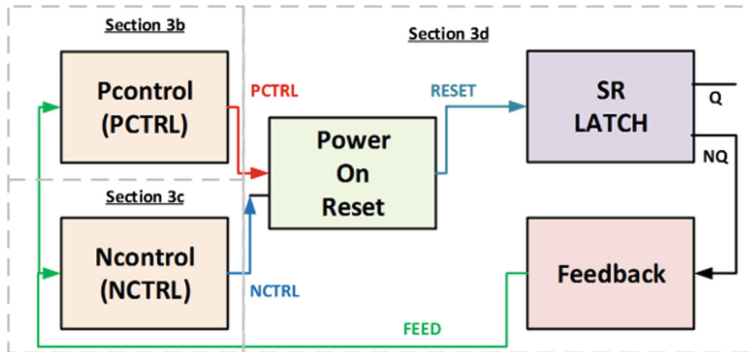 Section 3b
Pcontrol
(PCTRL)
PCTRL
Section 3c
Ncontrol
(NCTRL)
NCTRL
Section 3d
Power
On
Reset
RESET
SR
LATCH
Q
NQ
Feedback
FEED